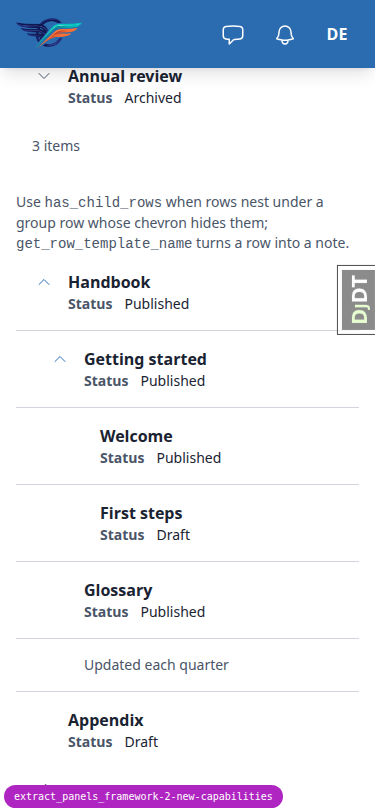 DE
Annual review
Status Archived
3 items
Use has_child_rows when rows nest under a
group row whose chevron hides them;
get_row_template_name turns a row into a note.
Handbook
Status Published
DjDT
Getting started
Status Published
Welcome
Status Published
First steps
Status Draft
Glossary
Status Published
Updated each quarter
Appendix
Status Draft
extract_panels_framework-2-new-capabilities